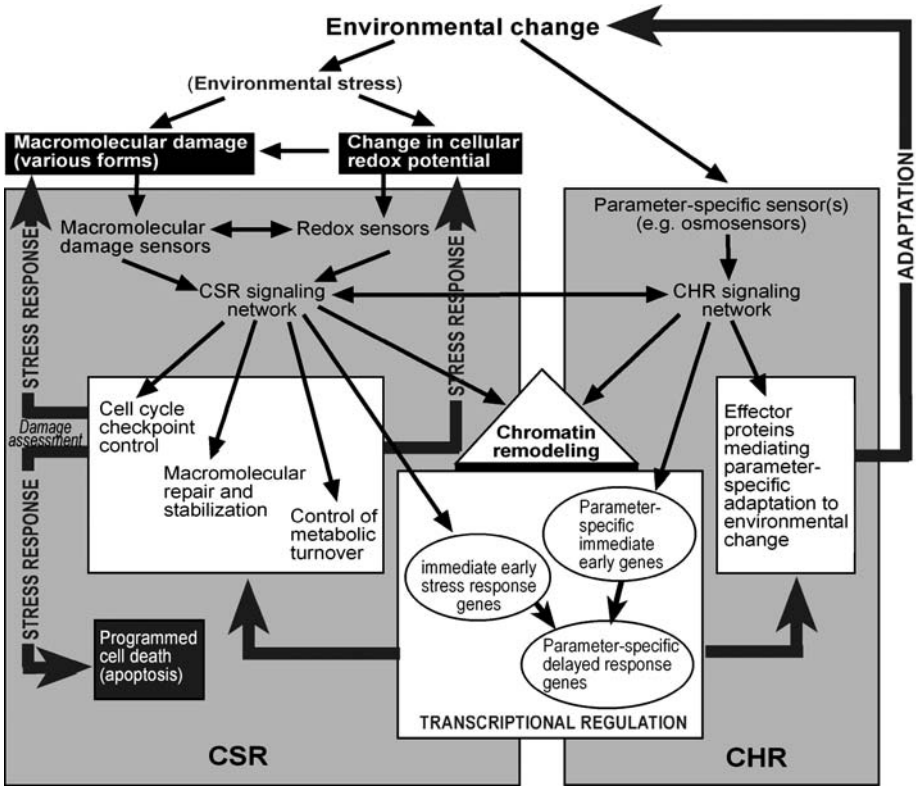 Environmental change
(Environmental stress)
Macromolecular damage
(various forms)
Change in cellular
redox potential
ADAPTATION
STRESS RESPONSE
Macromolecular
damage sensors
Redox sensors
STRESS RESPONSE
Parameter-specific sensor(s)
(e.g. osmosensors)
CSR signaling
network
CHR signaling
network
Cell cycle
checkpoint
control
Damage
assessment
Macromolecular
repair and
stabilization
Control of
metabolic
turnover
Chromatin
remodeling
Effector
proteins
mediating
parameter-
specific
adaptation to
environmental
change
Parameter-
specific
immediate
early genes
immediate early
stress response
genes
STRESS RESPONSE
Programmed
cell death
(apoptosis)
Parameter-specific
delayed response
genes
TRANSCRIPTIONAL REGULATION
CSR
CHR